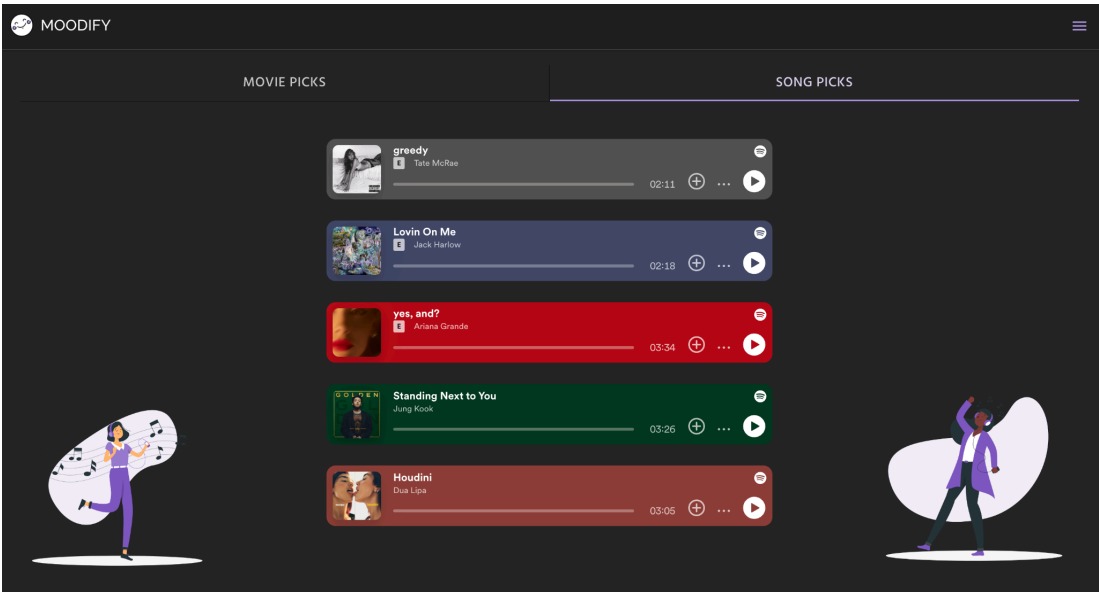 MOODIFY
MOVIE PICKS
SONG PICKS
greedy
E Tate McRae
02:11
Lovin On Me
E Jack Harlow
02:18
yes, and?
E Ariana Grande
03:34
GOLDEN
Standing Next to You
Jung Kook
03:26
Houdini
Dua Lipa
03:05